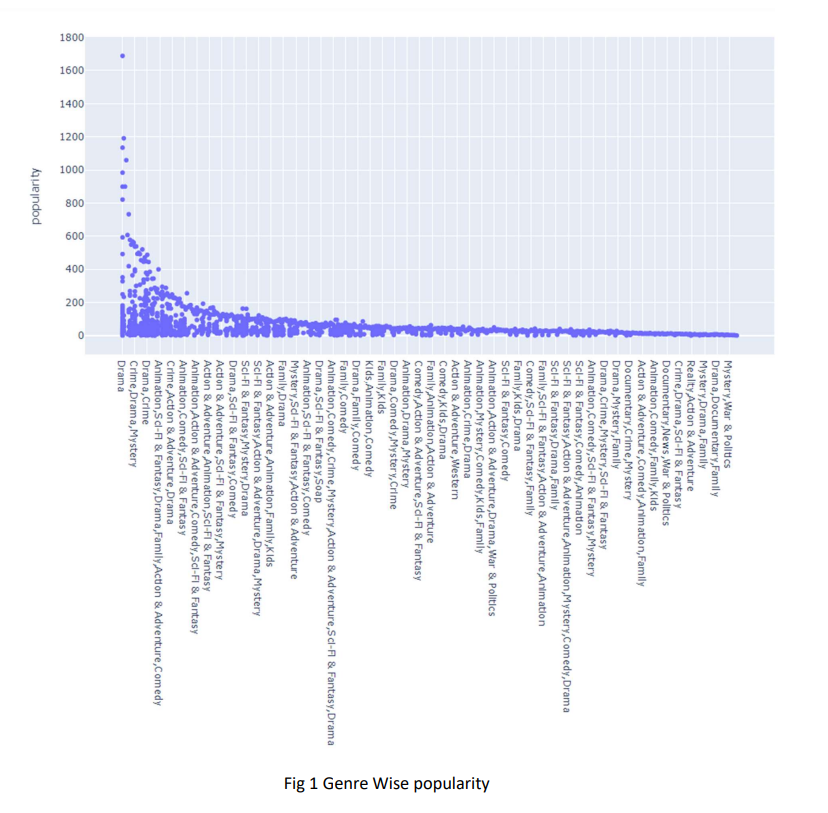 1800
1600
1400
1200
1000
800
600
400
200
0
popularity
Drama
Crime,Drama,Mystery
Drama,Crime
Animation,Sci-Fi & Fantasy,Drama,Family,Action & Adventure,Comedy
Crime,Action & Adventure,Drama
Animation,Comedy,Sci-Fi & Fantasy
Animation,Action & Adventure,Comedy,Sci-Fi & Fantasy
Action & Adventure,Animation,Sci-Fi & Fantasy
Action & Adventure,Sci-Fi & Fantasy,Mystery
Drama,Sci-Fi & Fantasy,Comedy
Sci-Fi & Fantasy,Mystery,Drama
Sci-Fi & Fantasy,Action & Adventure,Drama,Mystery
Action & Adventure,Animation,Family,Kids
Family,Drama
Mystery,Sci-Fi & Fantasy,Action & Adventure
Animation,Sci-Fi & Fantasy,Comedy
Drama,Sci-Fi & Fantasy,Soap
Animation,Comedy,Crime,Mystery,Action & Adventure,Sci-Fi & Fantasy,Drama
Family,Comedy
Drama,Family,Comedy
Kids,Animation,Comedy
Family,Kids
Drama,Comedy,Mystery,Crime
Animation,Drama,Mystery
Comedy,Action & Adventure,Sci-Fi & Fantasy
Family,Animation,Action & Adventure
Comedy,Kids,Drama
Action & Adventure,Western
Animation,Crime,Drama
Animation,Mystery,Comedy,Kids,Family
Animation,Action & Adventure,Drama,War & Politics
Sci-Fi & Fantasy,Comedy
Family,Kids,Drama
Comedy,Sci-Fi & Fantasy,Family
Family,Sci-Fi & Fantasy,Action & Adventure,Animation
Sci-Fi & Fantasy,Drama,Family
Sci-Fi & Fantasy,Action & Adventure,Animation,Mystery,Comedy,Drama
Sci-Fi & Fantasy,Comedy,Animation
Animation,Comedy,Sci-Fi & Fantasy,Mystery
Drama,Crime,Mystery,Sci-Fi & Fantasy
Drama,Mystery,Family
Documentary,Crime,Mystery
Action & Adventure,Comedy,Animation,Family
Animation,Comedy,Family,Kids
Documentary,News,War & Politics
Crime,Drama,Sci-Fi & Fantasy
Reality,Action & Adventure
Mystery,Drama,Family
Drama,Documentary,Family
Mystery,War & Politics
Fig 1 Genre Wise popularity